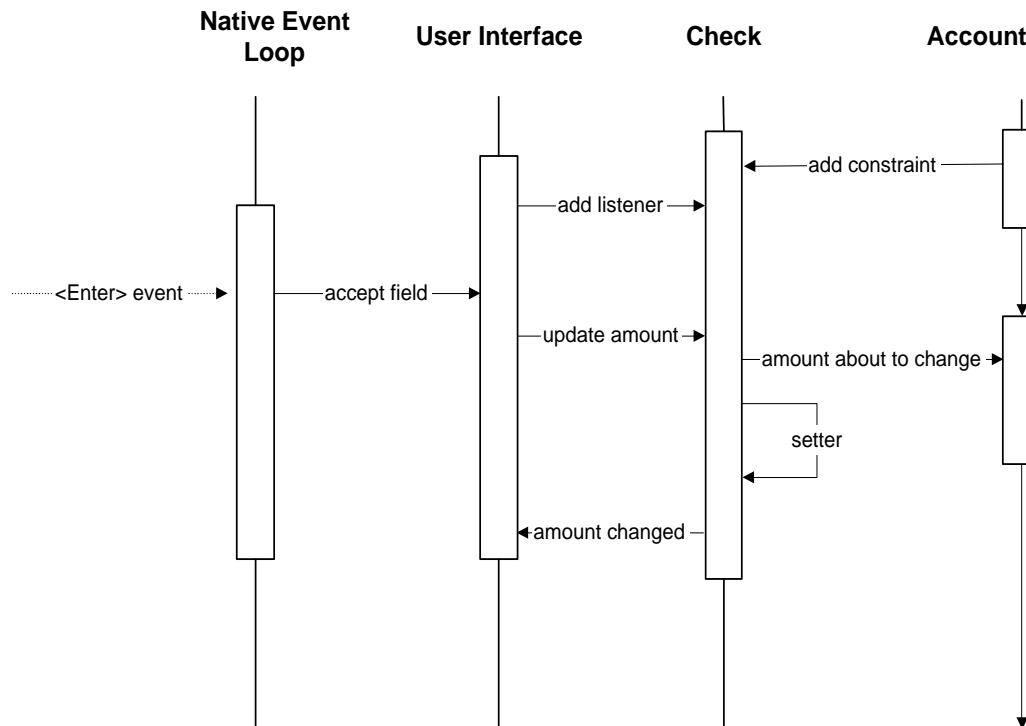 Native Event
Loop
User Interface
Check
Account
add constraint
add listener
<Enter> event
accept field
update amount
amount about to change
setter
amount changed